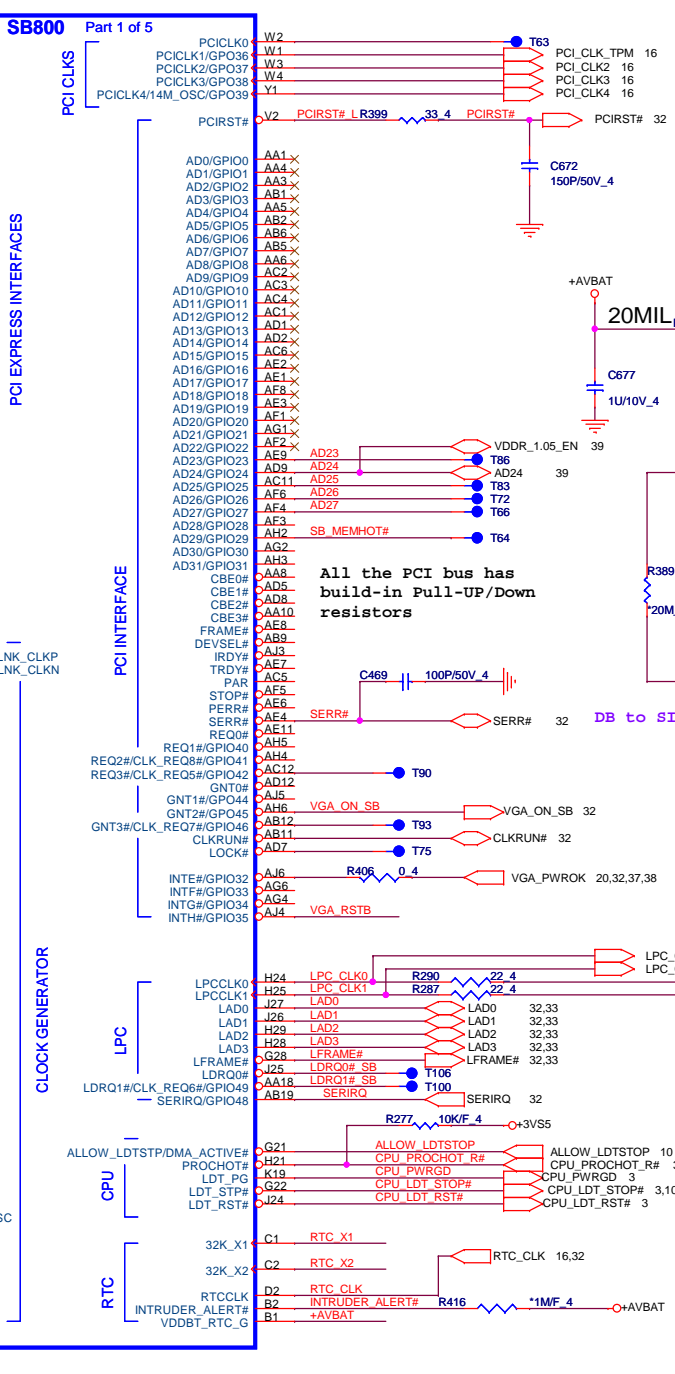 SB800 Part 1 of 5
PCI CLKS
PCICLK0 W2 T63
PCICLK1/GPO36 W1 PCI_CLK_TPM 16
PCICLK2/GPO37 W3 PCI_CLK2 16
PCICLK3/GPO38 W4 PCI_CLK3 16
PCICLK4/14M_OSC/GPO39 Y1 PCI_CLK4 16
PCIRST# V2 PCIRST#_L R399 33_4 PCIRST# PCIRST# 32
C672
150P/50V_4
PCI EXPRESS INTERFACES
PCI INTERFACE
AD0/GPIO0 AA1
AD1/GPIO1 AA4
AD2/GPIO2 AA3
AD3/GPIO3 AB1
AD4/GPIO4 AA5
AD5/GPIO5 AB2
AD6/GPIO6 AB6
AD7/GPIO7 AB5
AD8/GPIO8 AA6
AD9/GPIO9 AC2
AD10/GPIO10 AC3
AD11/GPIO11 AC4
AD12/GPIO12 AC1
AD13/GPIO13 AD1
AD14/GPIO14 AD2
AD15/GPIO15 AC6
AD16/GPIO16 AE2
AD17/GPIO17 AE1
AD18/GPIO18 AF8
AD19/GPIO19 AE3
AD20/GPIO20 AF1
AD21/GPIO21 AG1
AD22/GPIO22 AF2
+AVBAT
20MIL
C677
1U/10V_4
VDDR_1.05_EN 39
AD23/GPIO23 AE9 AD23 T86
AD24/GPIO24 AD9 AD24 AD24 39
AD25/GPIO25 AC11 AD25 T83
AD26/GPIO26 AF6 AD26 T72
AD27/GPIO27 AF4 AD27 T66
AD28/GPIO28 AF3
AD29/GPIO29 AH2 SB_MEMHOT# T64
AD30/GPIO30 AG2
AD31/GPIO31 AH3
All the PCI bus has
build-in Pull-UP/Down
resistors
R389
*20M_
CBE0# AA8
CBE1# AD5
CBE2# AD8
CBE3# AA10
FRAME# AE8
DEVSEL# AB9
IRDY# AJ3
TRDY# AE7
PAR AC5
C469 100P/50V_4
STOP# AF5
PERR# AE6
SERR# AE4 SERR# SERR# 32
DB to SI
REQ0# AE11
REQ1#/GPIO40 AH5
REQ2#/CLK_REQ8#/GPIO41 AH4
REQ3#/CLK_REQ5#/GPIO42 AC12 T90
GNT0# AD12
GNT1#/GPO44 AJ5
GNT2#/GPO45 AH6 VGA_ON_SB VGA_ON_SB 32
GNT3#/CLK_REQ7#/GPIO46 AB12 T93
CLKRUN# AB11 CLKRUN# 32
LOCK# AD7 T75
INTE#/GPIO32 AJ6 R406 0_4 VGA_PWROK 20,32,37,38
INTF#/GPIO33 AG6
INTG#/GPIO34 AG4
INTH#/GPIO35 AJ4 VGA_RSTB
LNK_CLKP
LNK_CLKN
CLOCK GENERATOR
SC
LPC
LPC_
LPC_
LPCCLK0 H24 LPC_CLK0 R290 22_4
LPCCLK1 H25 LPC_CLK1 R287 22_4
LAD0 J27 LAD0 LAD0 32,33
LAD1 J26 LAD1 LAD1 32,33
LAD2 H29 LAD2 LAD2 32,33
LAD3 H28 LAD3 LAD3 32,33
LFRAME# G28 LFRAME# LFRAME# 32,33
LDRQ0# J25 LDRQ0#_SB T106
LDRQ1#/CLK_REQ6#/GPIO49 AA18 LDRQ1#_SB T100
SERIRQ/GPIO48 AB19 SERIRQ SERIRQ 32
R277 10K/F_4 +3VS5
CPU
ALLOW_LDTSTP/DMA_ACTIVE# G21 ALLOW_LDTSTOP ALLOW_LDTSTOP 10
PROCHOT# H21 CPU_PROCHOT_R# CPU_PROCHOT_R# 3
LDT_PG K19 CPU_PWRGD CPU_PWRGD 3
LDT_STP# G22 CPU_LDT_STOP# CPU_LDT_STOP# 3,10
LDT_RST# J24 CPU_LDT_RST# CPU_LDT_RST# 3
RTC
32K_X1 C1 RTC_X1
32K_X2 C2 RTC_X2
RTC_CLK 16,32
RTCCLK D2 RTC_CLK
INTRUDER_ALERT# B2 INTRUDER_ALERT# R416 *1M/F_4 +AVBAT
VDDBT_RTC_G B1 +AVBAT